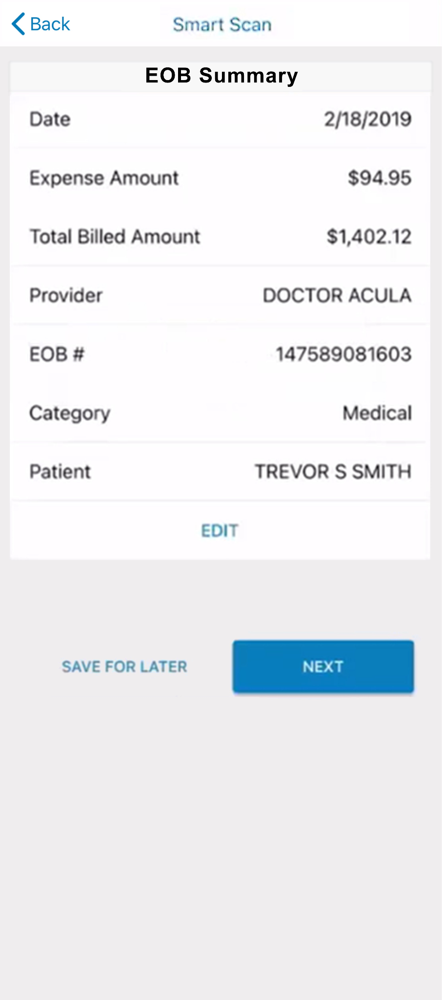 Back Smart Scan
EOB Summary
Date 2/18/2019
Expense Amount $94.95
Total Billed Amount $1,402.12
Provider DOCTOR ACULA
EOB # 147589081603
Category Medical
Patient TREVOR S SMITH
EDIT
SAVE FOR LATER NEXT